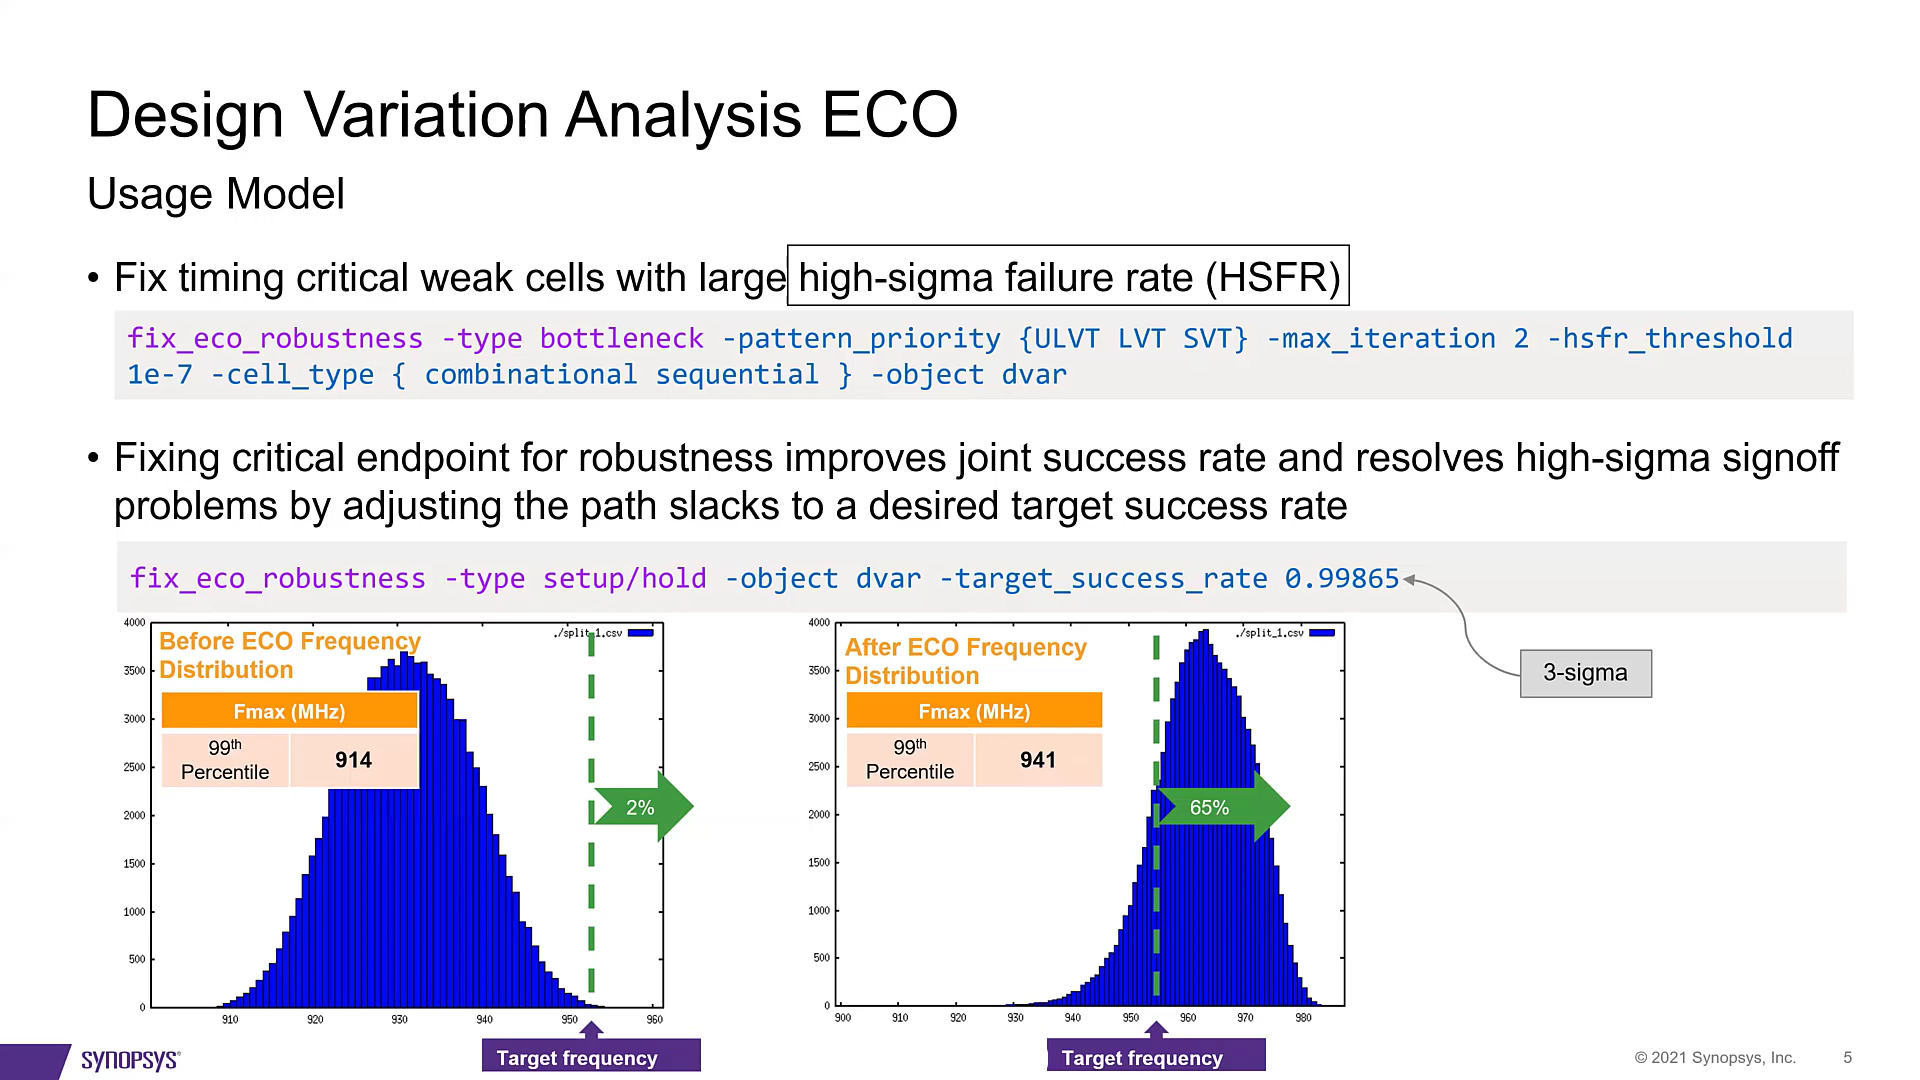 Design Variation Analysis ECO
Usage Model
• Fix timing critical weak cells with large high-sigma failure rate (HSFR)
fix_eco_robustness -type bottleneck -pattern_priority {ULVT LVT SVT} -max_iteration 2 -hsfr_threshold
1e-7 -cell_type { combinational sequential } -object dvar
• Fixing critical endpoint for robustness improves joint success rate and resolves high-sigma signoff
problems by adjusting the path slacks to a desired target success rate
fix_eco_robustness -type setup/hold -object dvar -target_success_rate 0.99865
3-sigma
Before ECO Frequency
Distribution
./split_1.csv
Fmax (MHz)
99th
Percentile
914
2%
4000
3500
3000
2500
2000
1500
1000
500
0
910 920 930 940 950 960
Target frequency
After ECO Frequency
Distribution
./split_1.csv
Fmax (MHz)
99th
Percentile
941
65%
4000
3500
3000
2500
2000
1500
1000
500
0
900 910 920 930 940 950 960 970 980
Target frequency
SYNOPSYS®
© 2021 Synopsys, Inc. 5